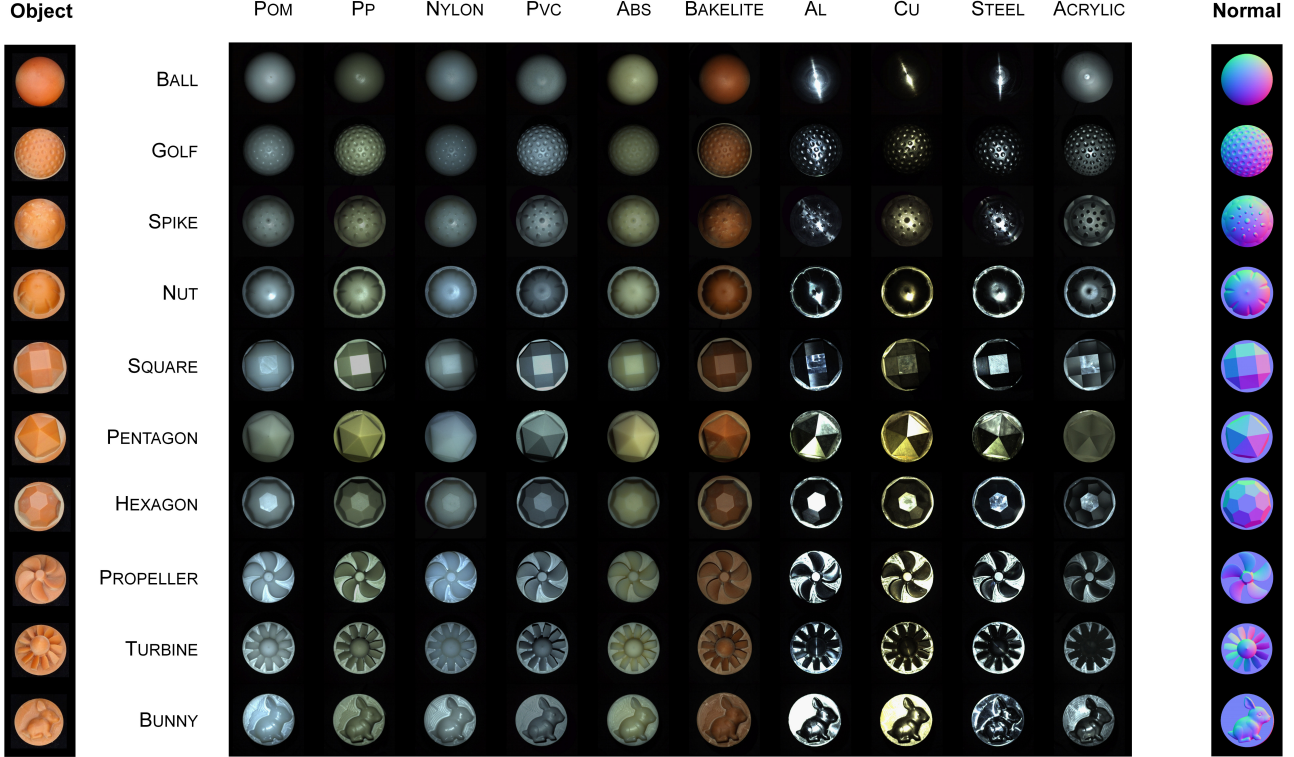 Object POM PP NYLON PVC ABS BAKELITE AL CU STEEL ACRYLIC Normal
BALL
GOLF
SPIKE
NUT
SQUARE
PENTAGON
HEXAGON
PROPELLER
TURBINE
BUNNY